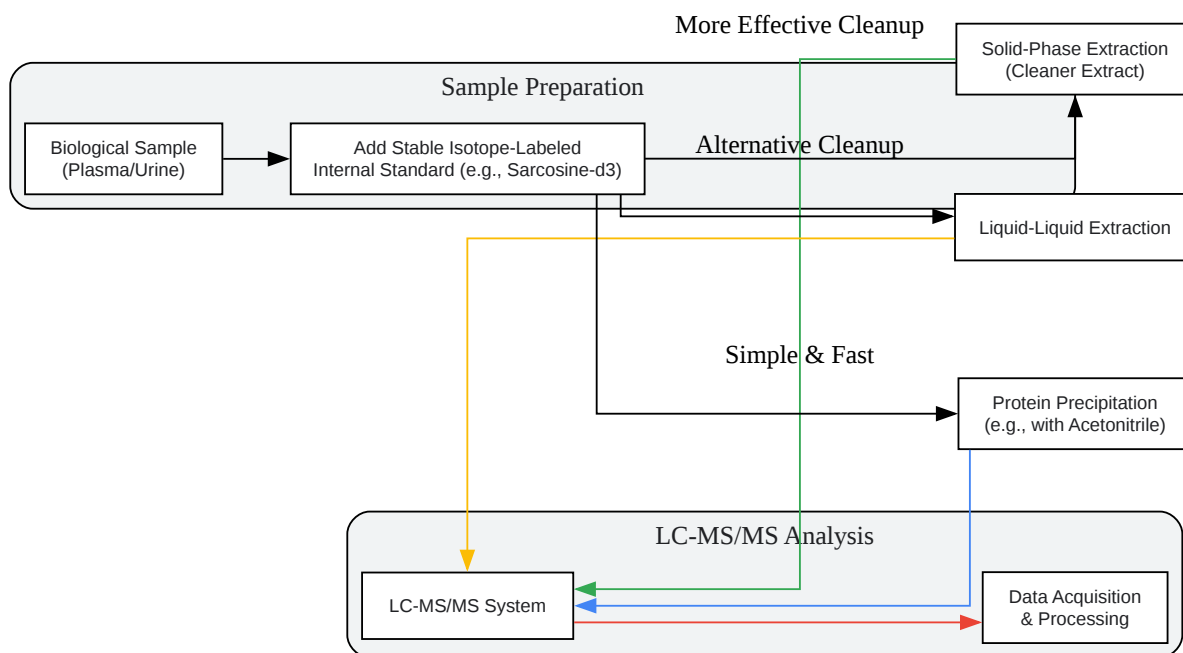 More Effective Cleanup
Solid-Phase Extraction
(Cleaner Extract)
Sample Preparation
Biological Sample
(Plasma/Urine)
Add Stable Isotope-Labeled
Internal Standard (e.g., Sarcosine-d3)
Alternative Cleanup
Liquid-Liquid Extraction
Simple & Fast
Protein Precipitation
(e.g., with Acetonitrile)
LC-MS/MS Analysis
LC-MS/MS System
Data Acquisition
& Processing